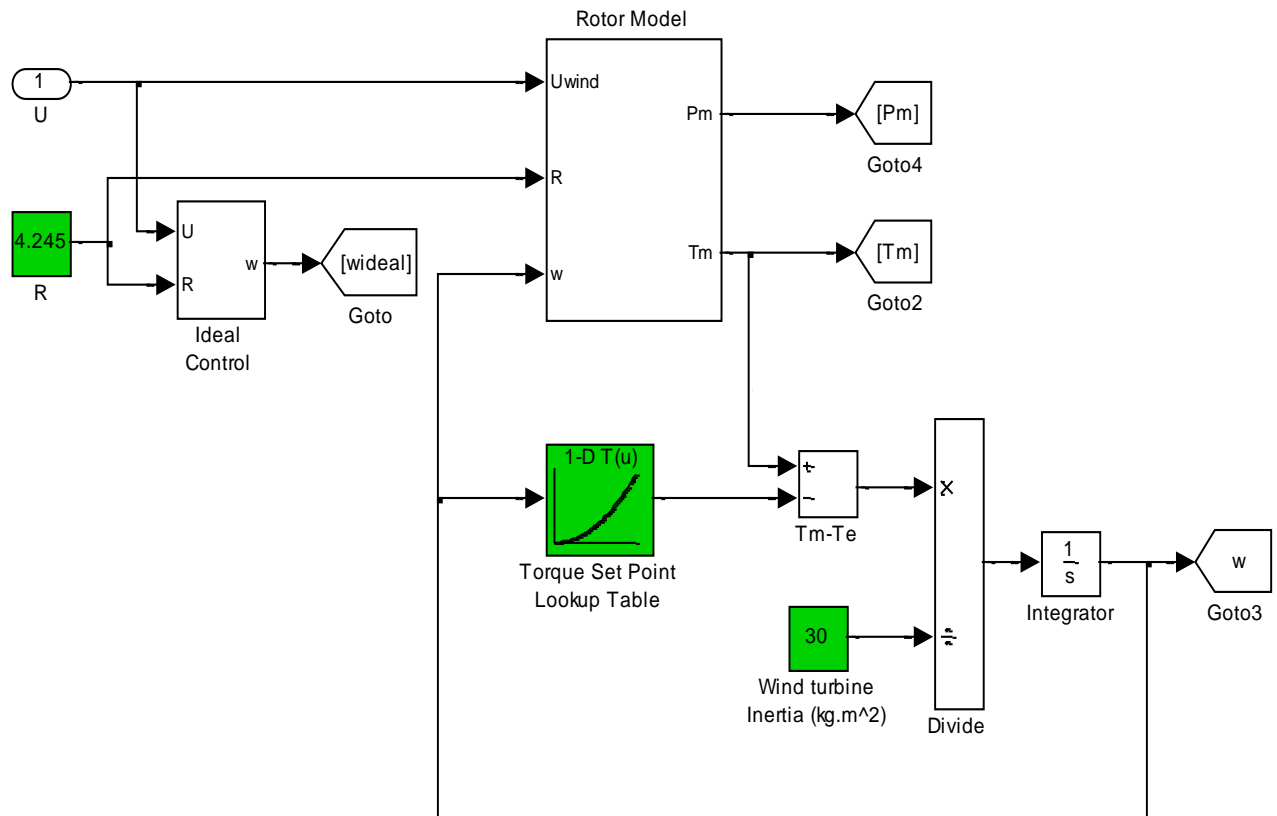 Rotor Model
1
U
Uwind
Pm
[Pm]
Goto4
R
4.245
R
U
R
w
Ideal
Control
[wideal]
Goto
w
Tm
[Tm]
Goto2
1-D T(u)
Torque Set Point
Lookup Table
+
−
Tm-Te
×
÷
30
Wind turbine
Inertia (kg.m^2)
Divide
1
s
Integrator
w
Goto3